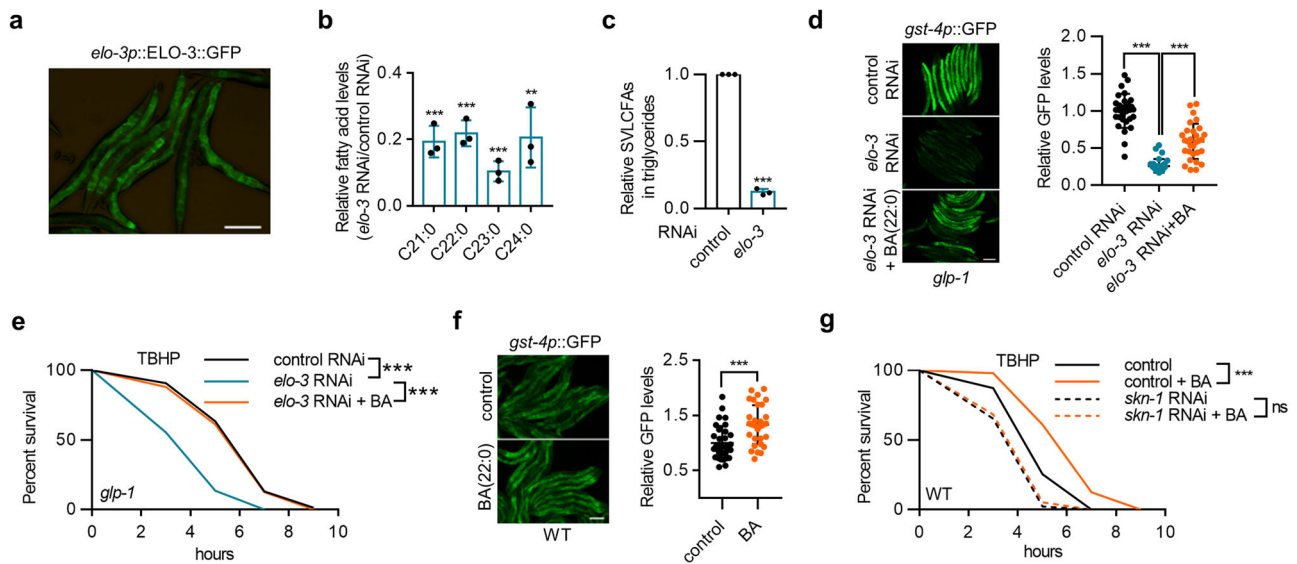 a
elo-3p::ELO-3::GFP
b
Relative fatty acid levels
(elo-3 RNAi/control RNAi)
0.4
0.2
0.0
***
***
***
**
C21:0
C22:0
C23:0
C24:0
c
Relative SVLCFAs
in triglycerides
1.0
0.5
0.0
***
RNAi
control
elo-3
d
gst-4p::GFP
control
RNAi
elo-3
RNAi
elo-3 RNAi
+ BA(22:0)
glp-1
Relative GFP levels
2.0
1.5
1.0
0.5
0.0
***
***
control RNAi
elo-3 RNAi
elo-3 RNAi+BA
e
Percent survival
100
50
0
TBHP
control RNAi
elo-3 RNAi
elo-3 RNAi + BA
***
***
glp-1
0 2 4 6 8 10
hours
f
gst-4p::GFP
control
BA(22:0)
WT
Relative GFP levels
2.5
1.5
0.5
***
control
BA
g
Percent survival
100
50
0
TBHP
control
control + BA
skn-1 RNAi
skn-1 RNAi + BA
***
ns
WT
0 2 4 6 8 10
hours